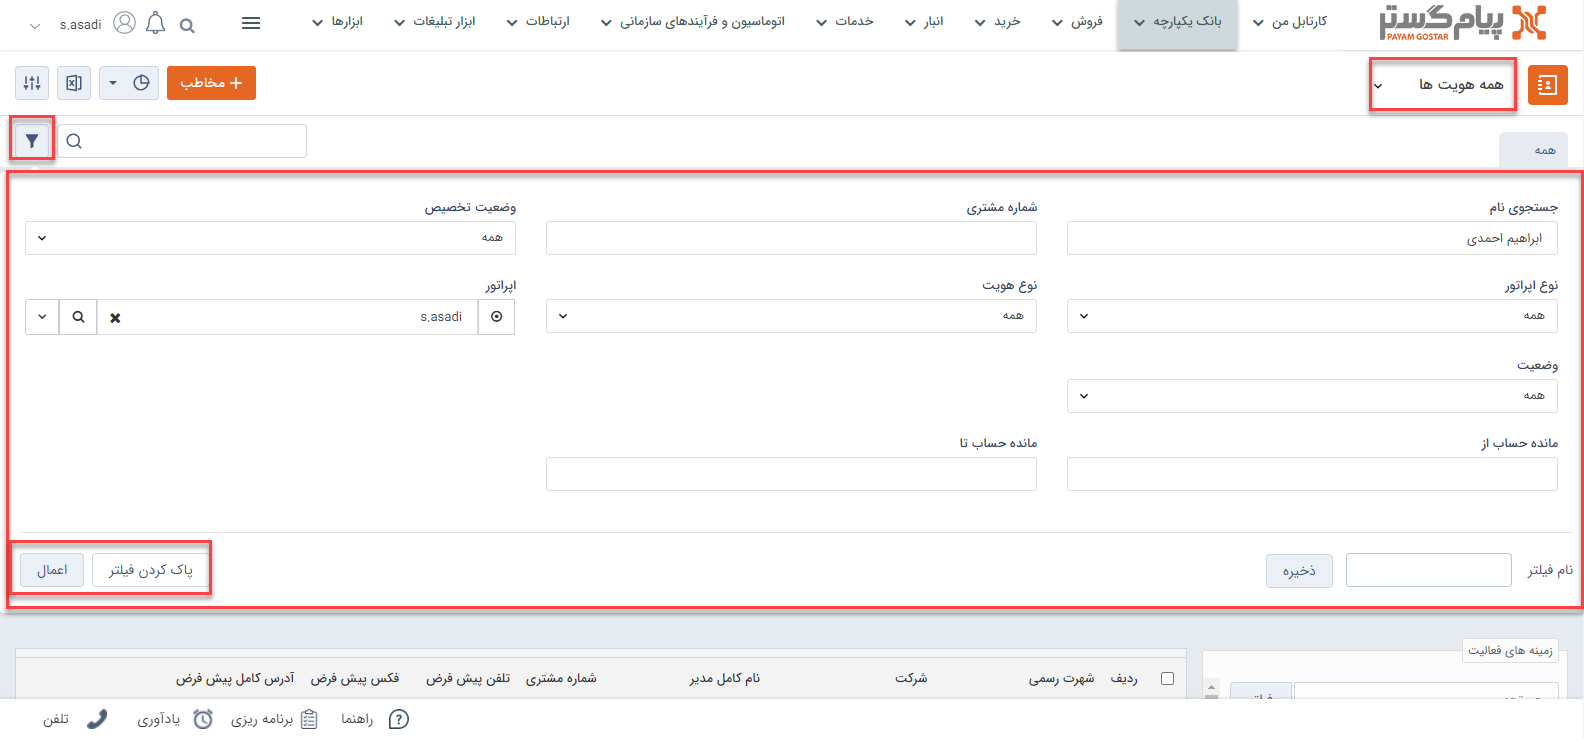 پیام گستر
PAYAM GOSTAR
کارتابل من
بانک یکپارچه
فروش
خرید
انبار
خدمات
اتوماسیون و فرآیندهای سازمانی
ارتباطات
ابزار تبلیغات
ابزارها
s.asadi
همه هویت ها
+ مخاطب
همه
جستجوی نام
شماره مشتری
وضعیت تخصیص
ابراهیم احمدی
همه
نوع اپراتور
نوع هویت
اپراتور
همه
همه
s.asadi
وضعیت
همه
مانده حساب از
مانده حساب تا
نام فیلتر
ذخیره
پاک کردن فیلتر
اعمال
زمینه های فعالیت
ردیف
شهرت رسمی
شرکت
نام کامل مدیر
شماره مشتری
تلفن پیش فرض
فکس پیش فرض
آدرس کامل پیش فرض
راهنما
برنامه ریزی
یادآوری
تلفن